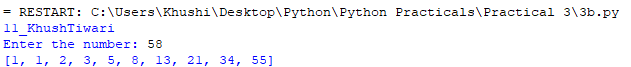 = RESTART: C:\Users\Khushi\Desktop\Python\Python Practicals\Practical 3\3b.py
11_KhushTiwari
Enter the number: 58
[1, 1, 2, 3, 5, 8, 13, 21, 34, 55]